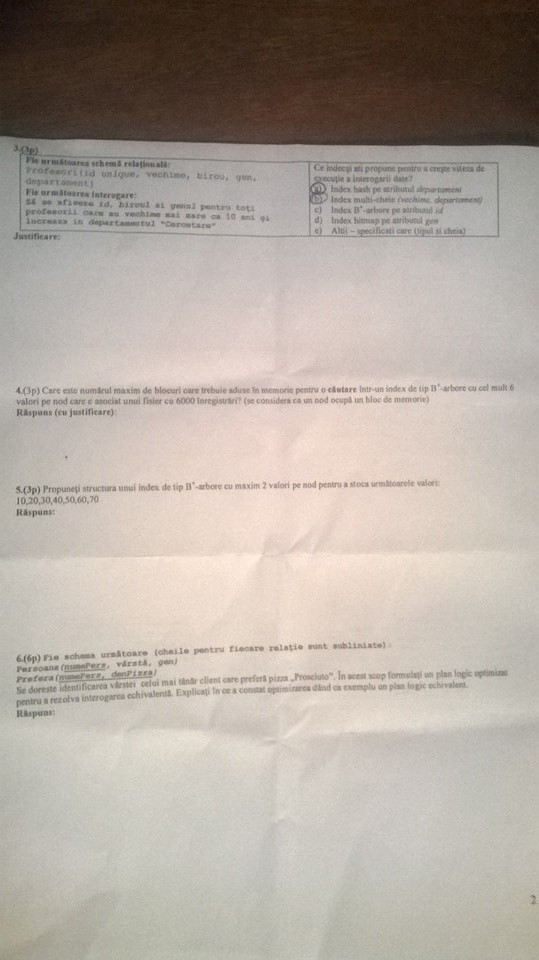 3.(3p)
Fie următoarea schemă relațională:
Profesori(id unique, vechime, birou, gen,
departament)
Fie următoarea interogare:
Să se afișeze id, biroul si genul pentru toți
profesorii care au vechime mai mare ca 10 ani și
lucreaza in departamentul "Cercetare"
Ce indecși ați propune pentru a crește viteza de
execuție a interogarii date?
a) Index hash pe atributul departament
b) Index multi-cheie (vechime, departament)
c) Index B+-arbore pe atributul id
d) Index bitmap pe atributul gen
e) Altii – specificati care (tipul si cheia)
Justificare:
4.(3p) Care este numărul maxim de blocuri care trebuie aduse în memorie pentru o căutare într-un index de tip B+-arbore cu cel mult 6
valori pe nod care e asociat unui fisier cu 6000 înregistrări? (se considera ca un nod ocupă un bloc de memorie)
Răspuns (cu justificare):
5.(3p) Propuneți structura unui index de tip B+-arbore cu maxim 2 valori pe nod pentru a stoca următoarele valori:
10,20,30,40,50,60,70
Răspuns:
6.(6p) Fie schema următoare (cheile pentru fiecare relație sunt subliniate):
Persoane(numePers, vârstă, gen)
Prefera(numePers, denPizza)
Se doreste identificarea vârstei celui mai tânăr client care preferă pizza „Prosciuto". În acest scop formulați un plan logic optimizat
pentru a rezolva interogarea echivalentă. Explicați în ce a constat optimizarea dând ca exemplu un plan logic echivalent.
Răspuns:
2